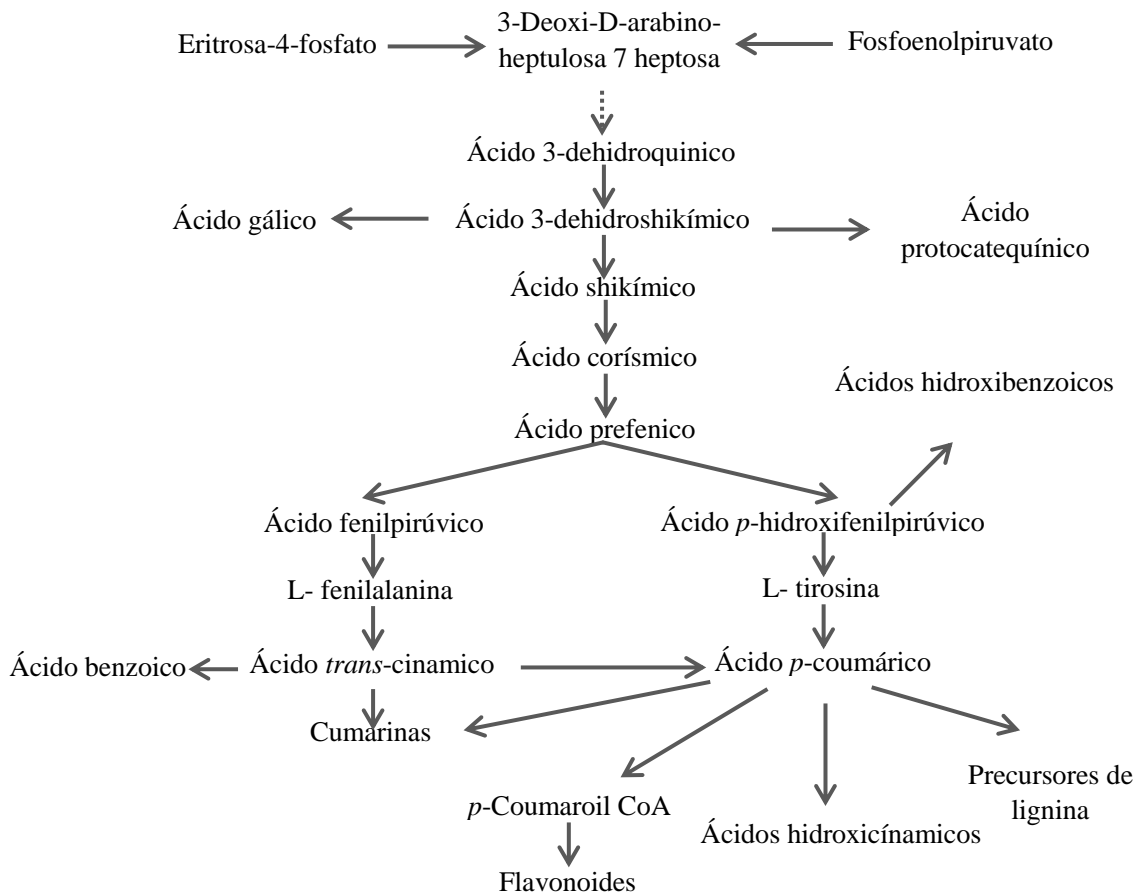 Eritrosa-4-fosfato
3-Deoxi-D-arabino-
heptulosa 7 heptosa
Fosfoenolpiruvato
Ácido 3-dehidroquinico
Ácido gálico
Ácido 3-dehidroshikímico
Ácido
protocatequínico
Ácido shikímico
Ácido corísmico
Ácidos hidroxibenzoicos
Ácido prefenico
Ácido fenilpirúvico
Ácido p-hidroxifenilpirúvico
L- fenilalanina
L- tirosina
Ácido benzoico
Ácido trans-cinamico
Ácido p-coumárico
Cumarinas
Precursores de
lignina
p-Coumaroil CoA
Ácidos hidroxicínamicos
Flavonoides